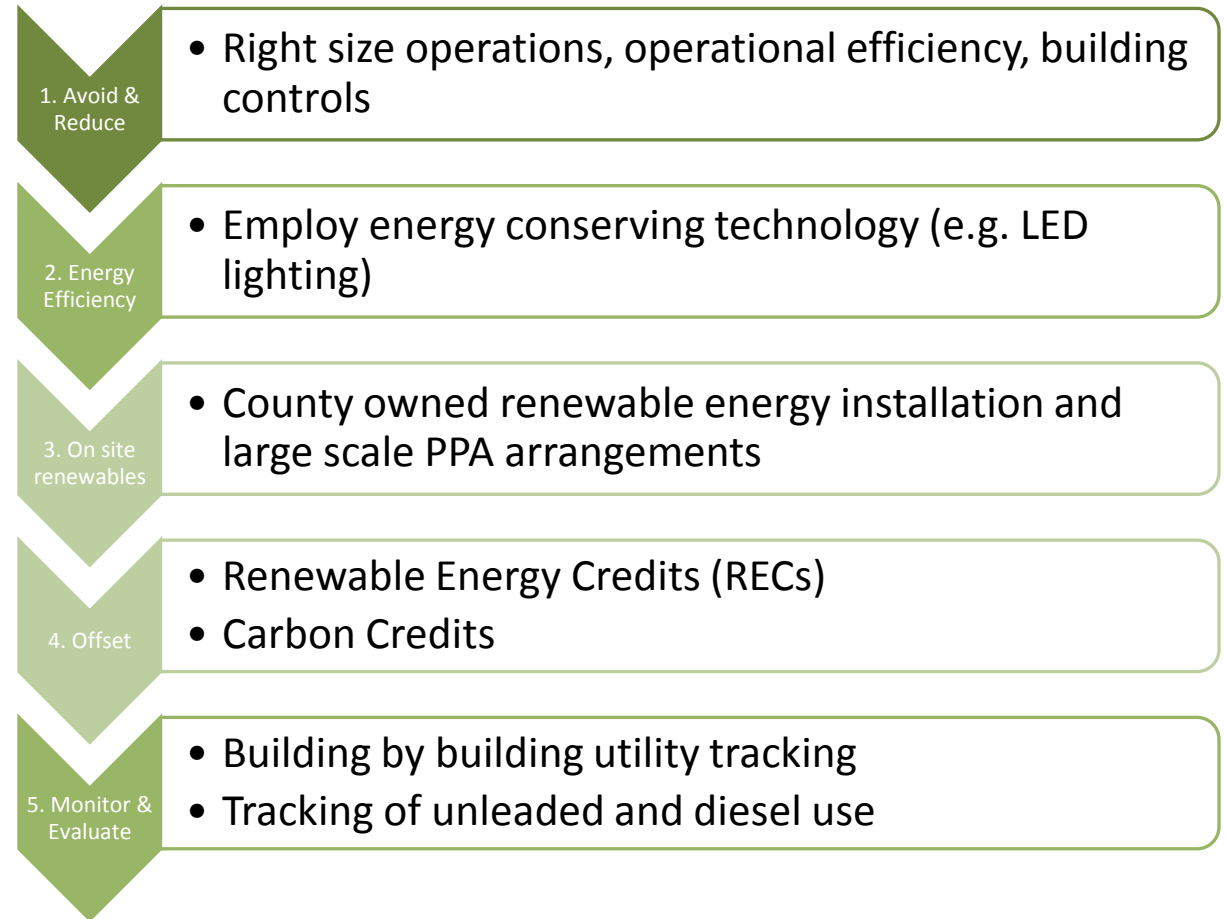 1. Avoid &
Reduce
• Right size operations, operational efficiency, building
controls
2. Energy
Efficiency
• Employ energy conserving technology (e.g. LED
lighting)
3. On site
renewables
• County owned renewable energy installation and
large scale PPA arrangements
4. Offset
• Renewable Energy Credits (RECs)
• Carbon Credits
5. Monitor &
Evaluate
• Building by building utility tracking
• Tracking of unleaded and diesel use